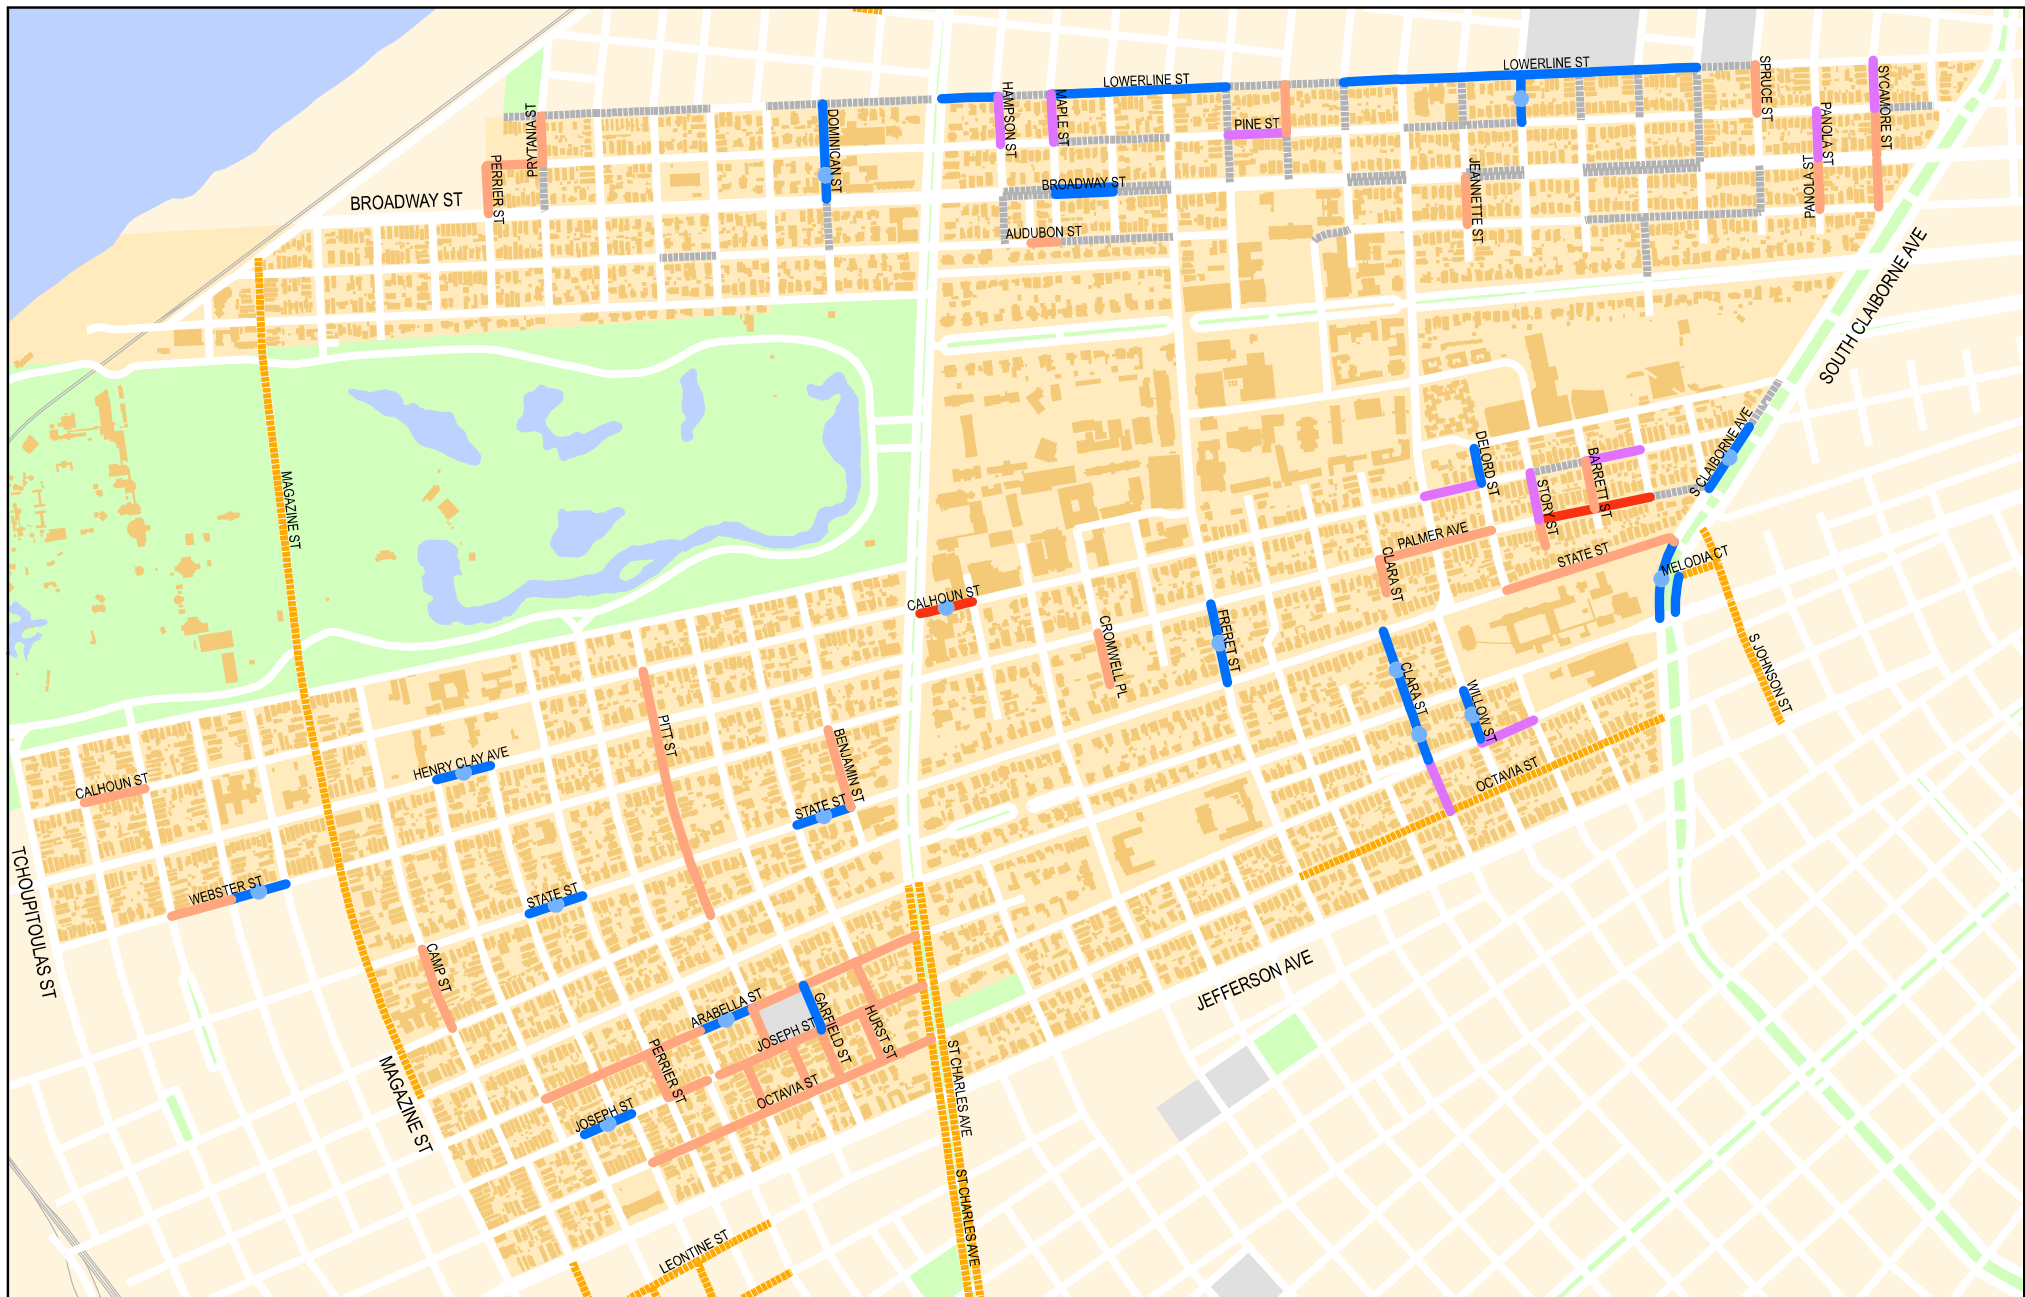 LOWERLINE ST
LOWERLINE ST
SPRUCE ST
SYCAMORE ST
HAMPSON ST
MAPLE ST
PRYTANIA ST
DOMINICAN ST
PINE ST
PANOLA ST
PANOLA ST
PERRIER ST
BROADWAY ST
BROADWAY ST
JEANNETTE ST
AUDUBON ST
SOUTH CLAIBORNE AVE
S CLAIBORNE AVE
DELORD ST
BARRETT ST
STORY ST
MAGAZINE ST
PALMER AVE
STATE ST
MELODIA CT
CLARA ST
CALHOUN ST
CROMWELL PL
FRERET ST
S JOHNSON ST
CLARA ST
WILLOW ST
PITT ST
BENJAMIN ST
HENRY CLAY AVE
CALHOUN ST
OCTAVIA ST
STATE ST
TCHOUPITOULAS ST
WEBSTER ST
STATE ST
CAMP ST
JEFFERSON AVE
ARABELLA ST
GARFIELD ST
HURST ST
JOSEPH ST
PERRIER ST
MAGAZINE ST
OCTAVIA ST
JOSEPH ST
ST CHARLES AVE
ST CHARLES AVE
LEONTINE ST